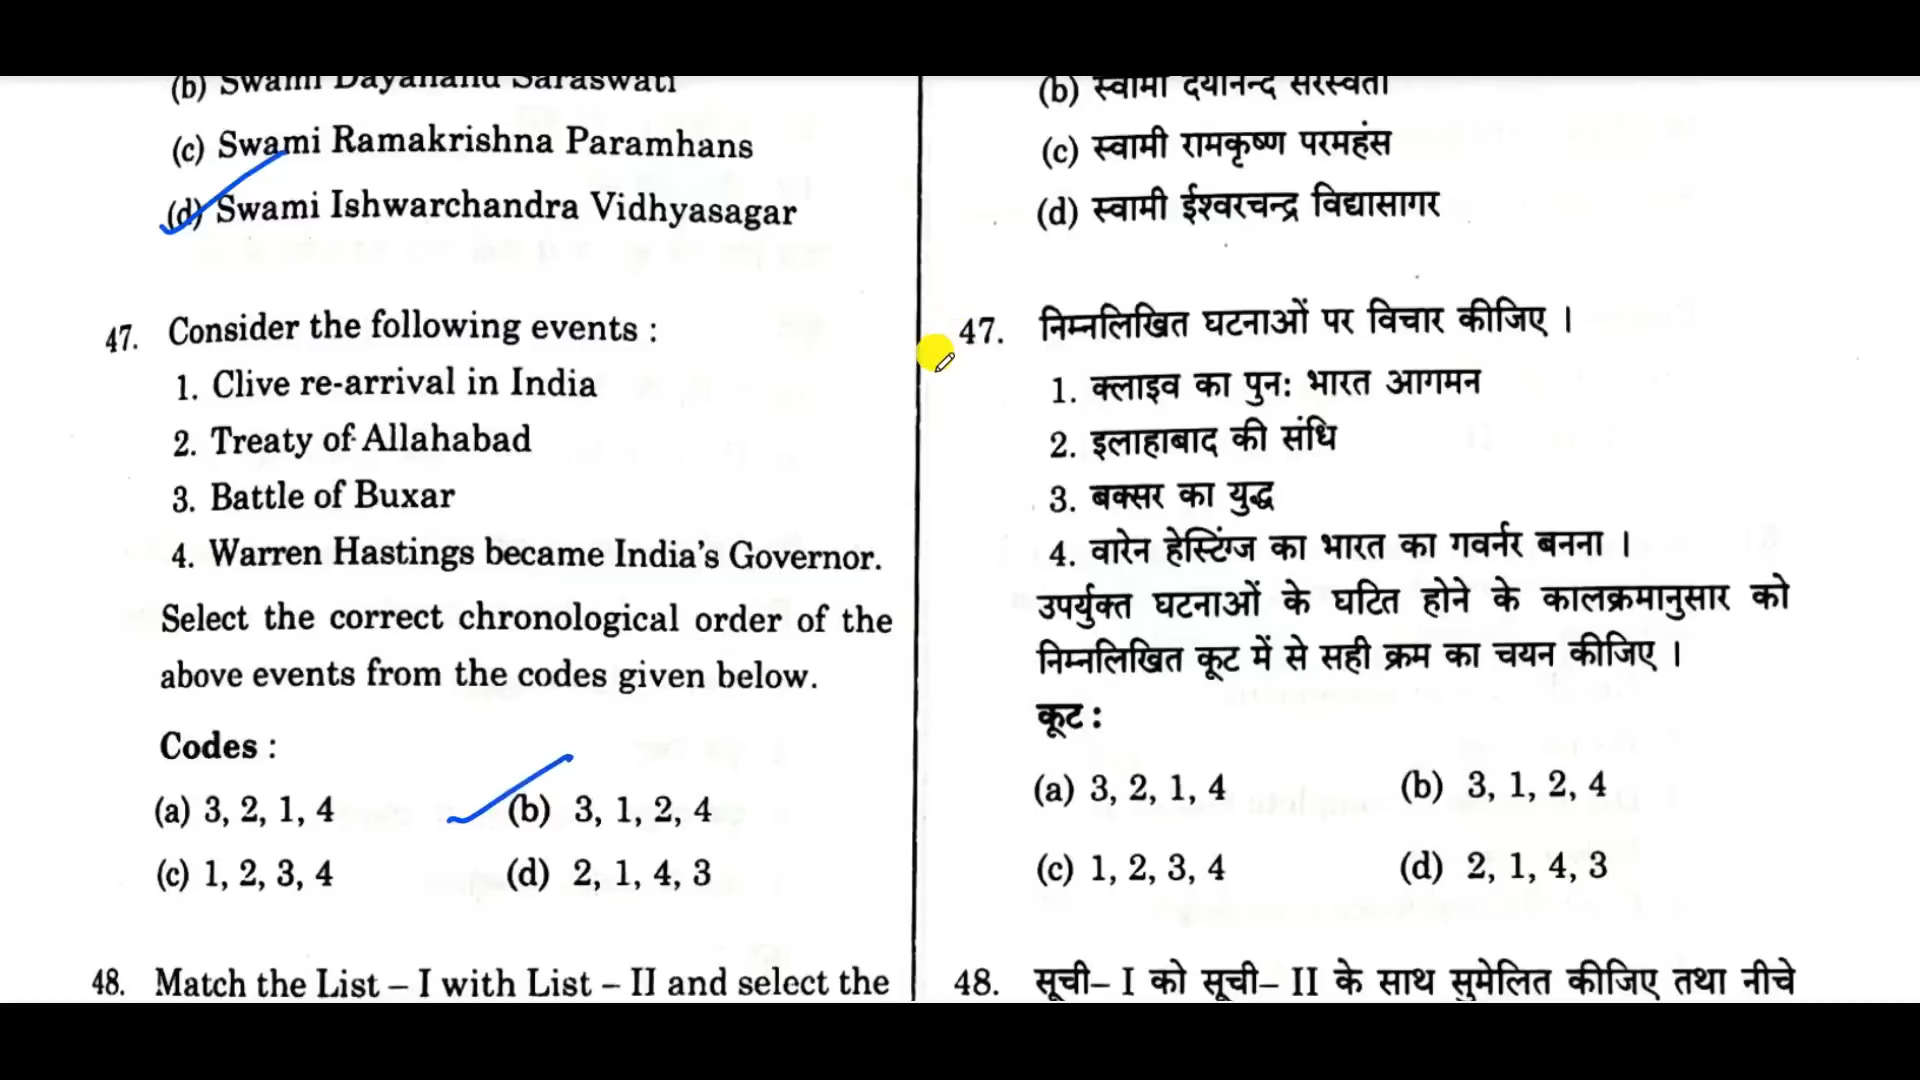 (b) Swami Dayanand Saraswati
(c) Swami Ramakrishna Paramhans
(d) Swami Ishwarchandra Vidhyasagar
47. Consider the following events :
1. Clive re-arrival in India
2. Treaty of Allahabad
3. Battle of Buxar
4. Warren Hastings became India's Governor.
Select the correct chronological order of the
above events from the codes given below.
Codes :
(a) 3, 2, 1, 4 (b) 3, 1, 2, 4
(c) 1, 2, 3, 4 (d) 2, 1, 4, 3
48. Match the List – I with List – II and select the
(b) स्वामी दयानन्द सरस्वती
(c) स्वामी रामकृष्ण परमहंस
(d) स्वामी ईश्वरचन्द्र विद्यासागर
47. निम्नलिखित घटनाओं पर विचार कीजिए ।
1. क्लाइव का पुनः भारत आगमन
2. इलाहाबाद की संधि
3. बक्सर का युद्ध
4. वारेन हेस्टिंग्ज का भारत का गवर्नर बनना ।
उपर्युक्त घटनाओं के घटित होने के कालक्रमानुसार को
निम्नलिखित कूट में से सही क्रम का चयन कीजिए ।
कूट :
(a) 3, 2, 1, 4 (b) 3, 1, 2, 4
(c) 1, 2, 3, 4 (d) 2, 1, 4, 3
48. सूची– I को सूची– II के साथ सुमेलित कीजिए तथा नीचे